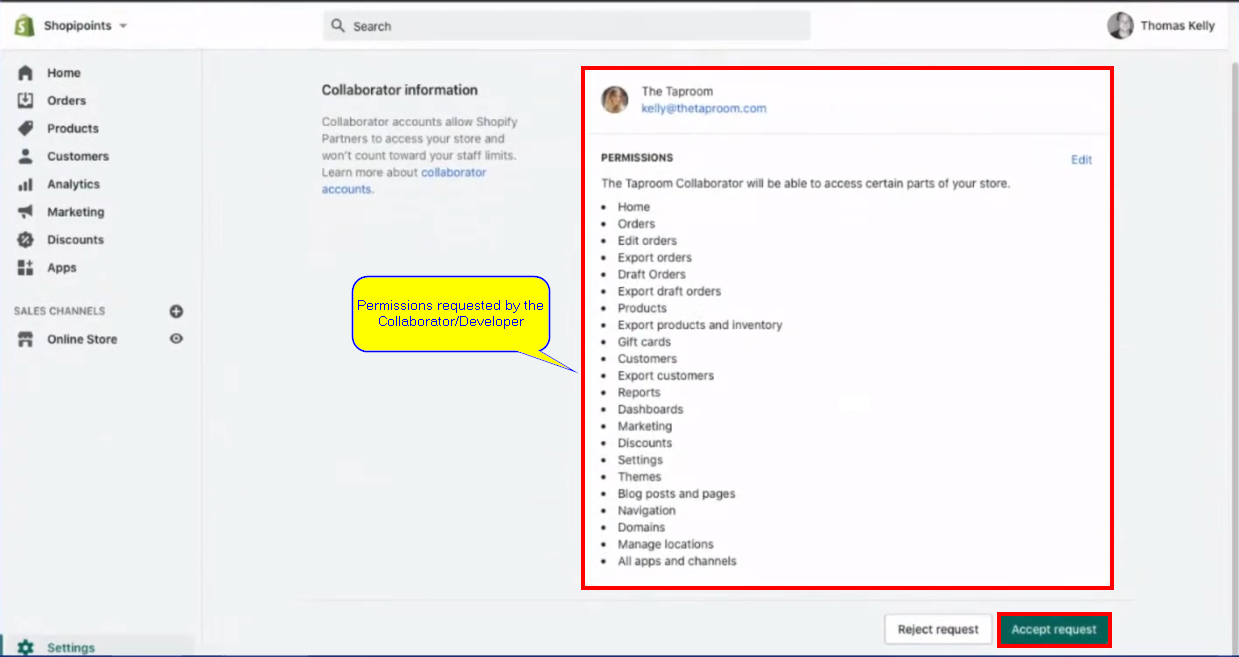 Shopipoints
Search
Thomas Kelly
Home
Orders
Products
Customers
Analytics
Marketing
Discounts
Apps
SALES CHANNELS
Online Store
Settings
Collaborator information
Collaborator accounts allow Shopify
Partners to access your store and
won't count toward your staff limits.
Learn more about collaborator
accounts.
Permissions requested by the
Collaborator/Developer
The Taproom
kelly@thetaproom.com
PERMISSIONS
Edit
The Taproom Collaborator will be able to access certain parts of your store.
• Home
• Orders
• Edit orders
• Export orders
• Draft Orders
• Export draft orders
• Products
• Export products and inventory
• Gift cards
• Customers
• Export customers
• Reports
• Dashboards
• Marketing
• Discounts
• Settings
• Themes
• Blog posts and pages
• Navigation
• Domains
• Manage locations
• All apps and channels
Reject request
Accept request